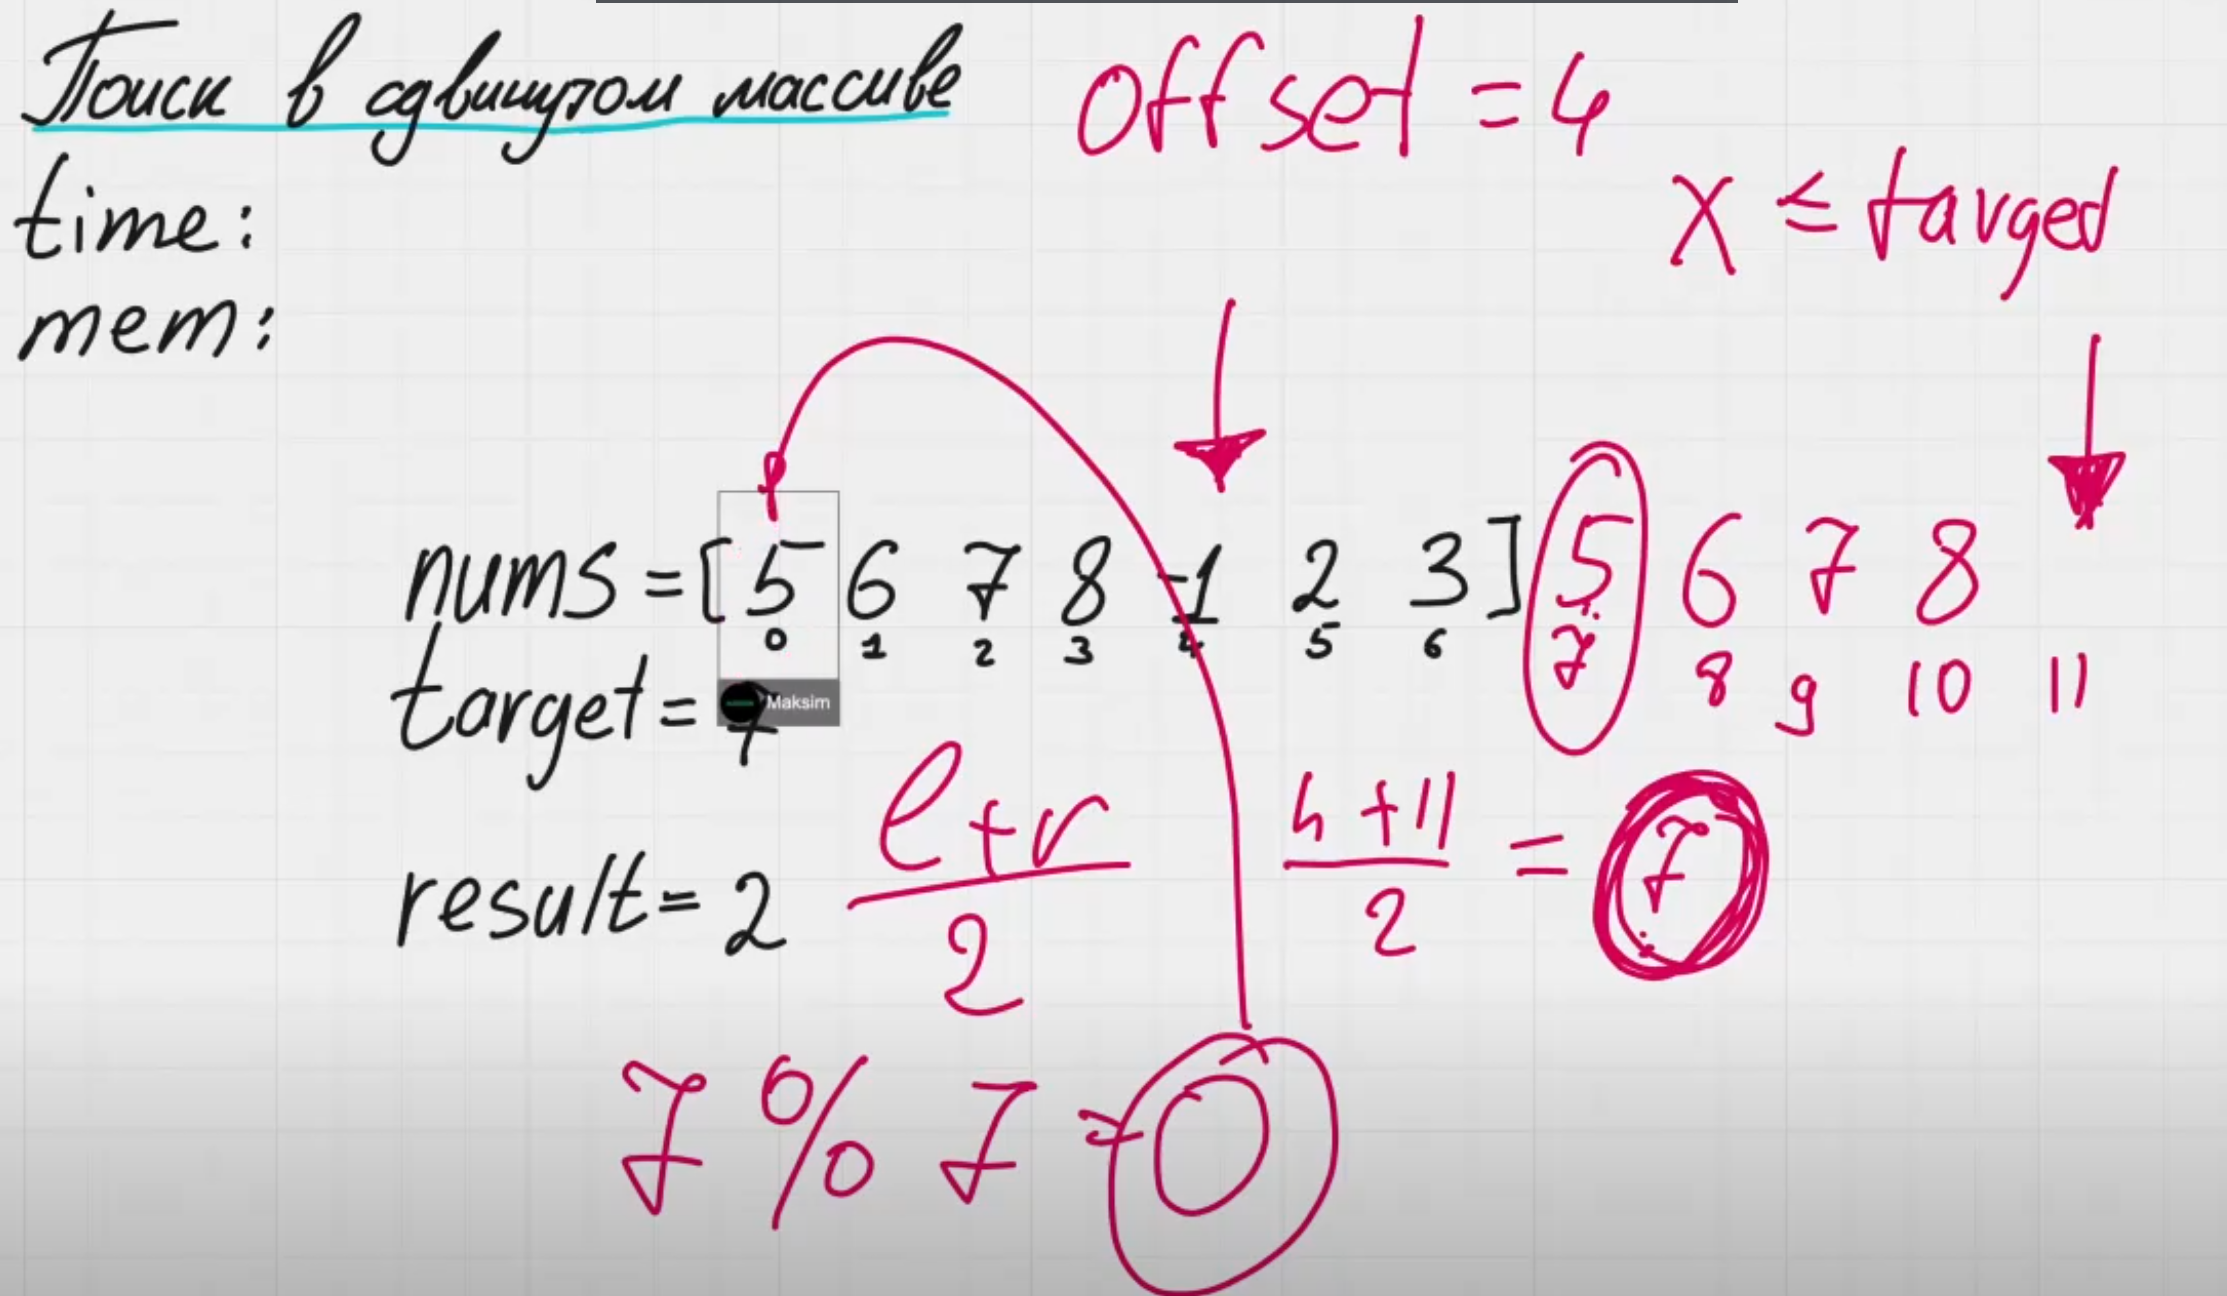 Поиск в сдвинутом массиве
offset = 4
x ≤ targed
time:
mem:
nums = [5 6 7 8 -1 2 3] 5 6 7 8
0 1 2 3 4 5 6 7 8 9 10 11
target = 7
Maksim
result = 2
l+r
2
4+11
2
= 7
7 % 7 = 0